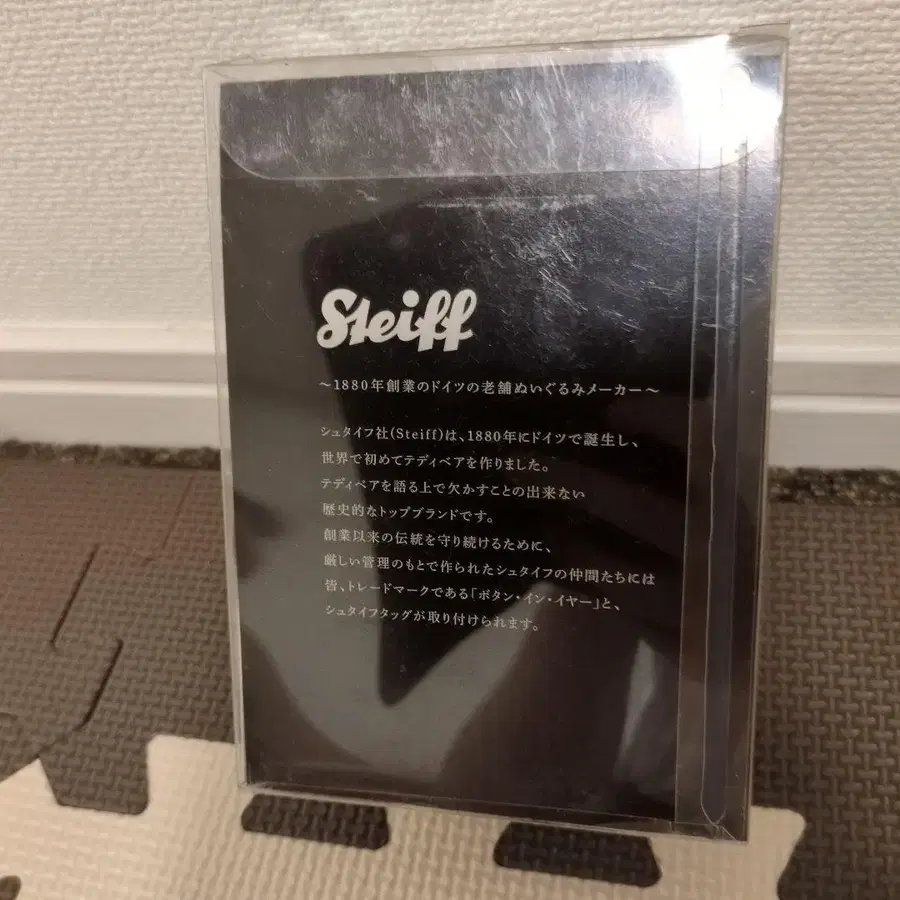 Steiff
～1880年創業のドイツの老舗ぬいぐるみメーカー～
シュタイフ社(Steiff)は、1880年にドイツで誕生し、
世界で初めてテディベアを作りました。
テディベアを語る上で欠かすことの出来ない
歴史的なトップブランドです。
創業以来の伝統を守り続けるために、
厳しい管理のもとで作られたシュタイフの仲間たちには
皆、トレードマークである「ボタン・イン・イヤー」と、
シュタイフタッグが取り付けられます。